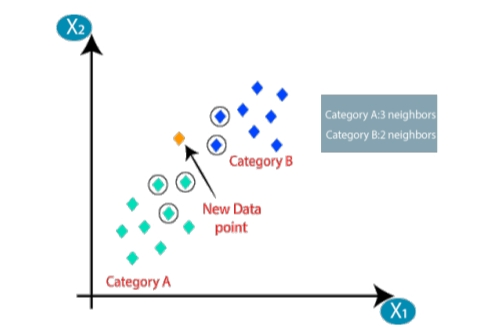 X2
Category A:3 neighbors
Category B:2 neighbors
Category B
New Data
point
Category A
X1